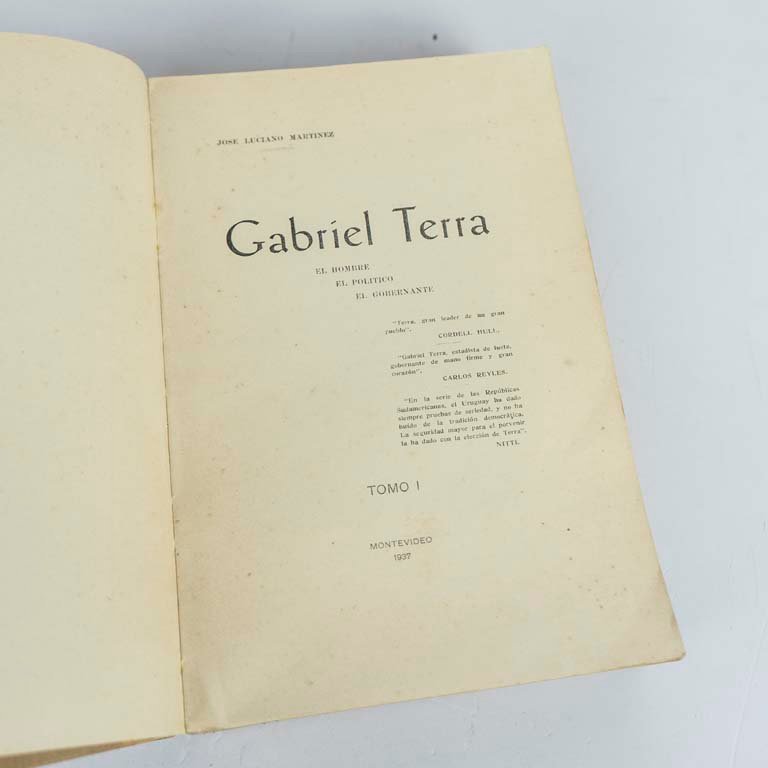 JOSE LUCIANO MARTINEZ
Gabriel Terra
EL HOMBRE
EL POLITICO
EL GOBERNANTE
"Terra, gran leader de un gran
pueblo".
CORDELL HULL.
"Gabriel Terra, estadista de fuste,
gobernante de mano firme y gran
corazón".
CARLOS REYLES.
"En la serie de las Repúblicas
Sudamericanas, el Uruguay ha dado
siempre pruebas de seriedad, y no ha
huído de la tradición democrática.
La seguridad mayor para el porvenir
la ha dado con la elección de Terra".
NITTI.
TOMO I
MONTEVIDEO
1937